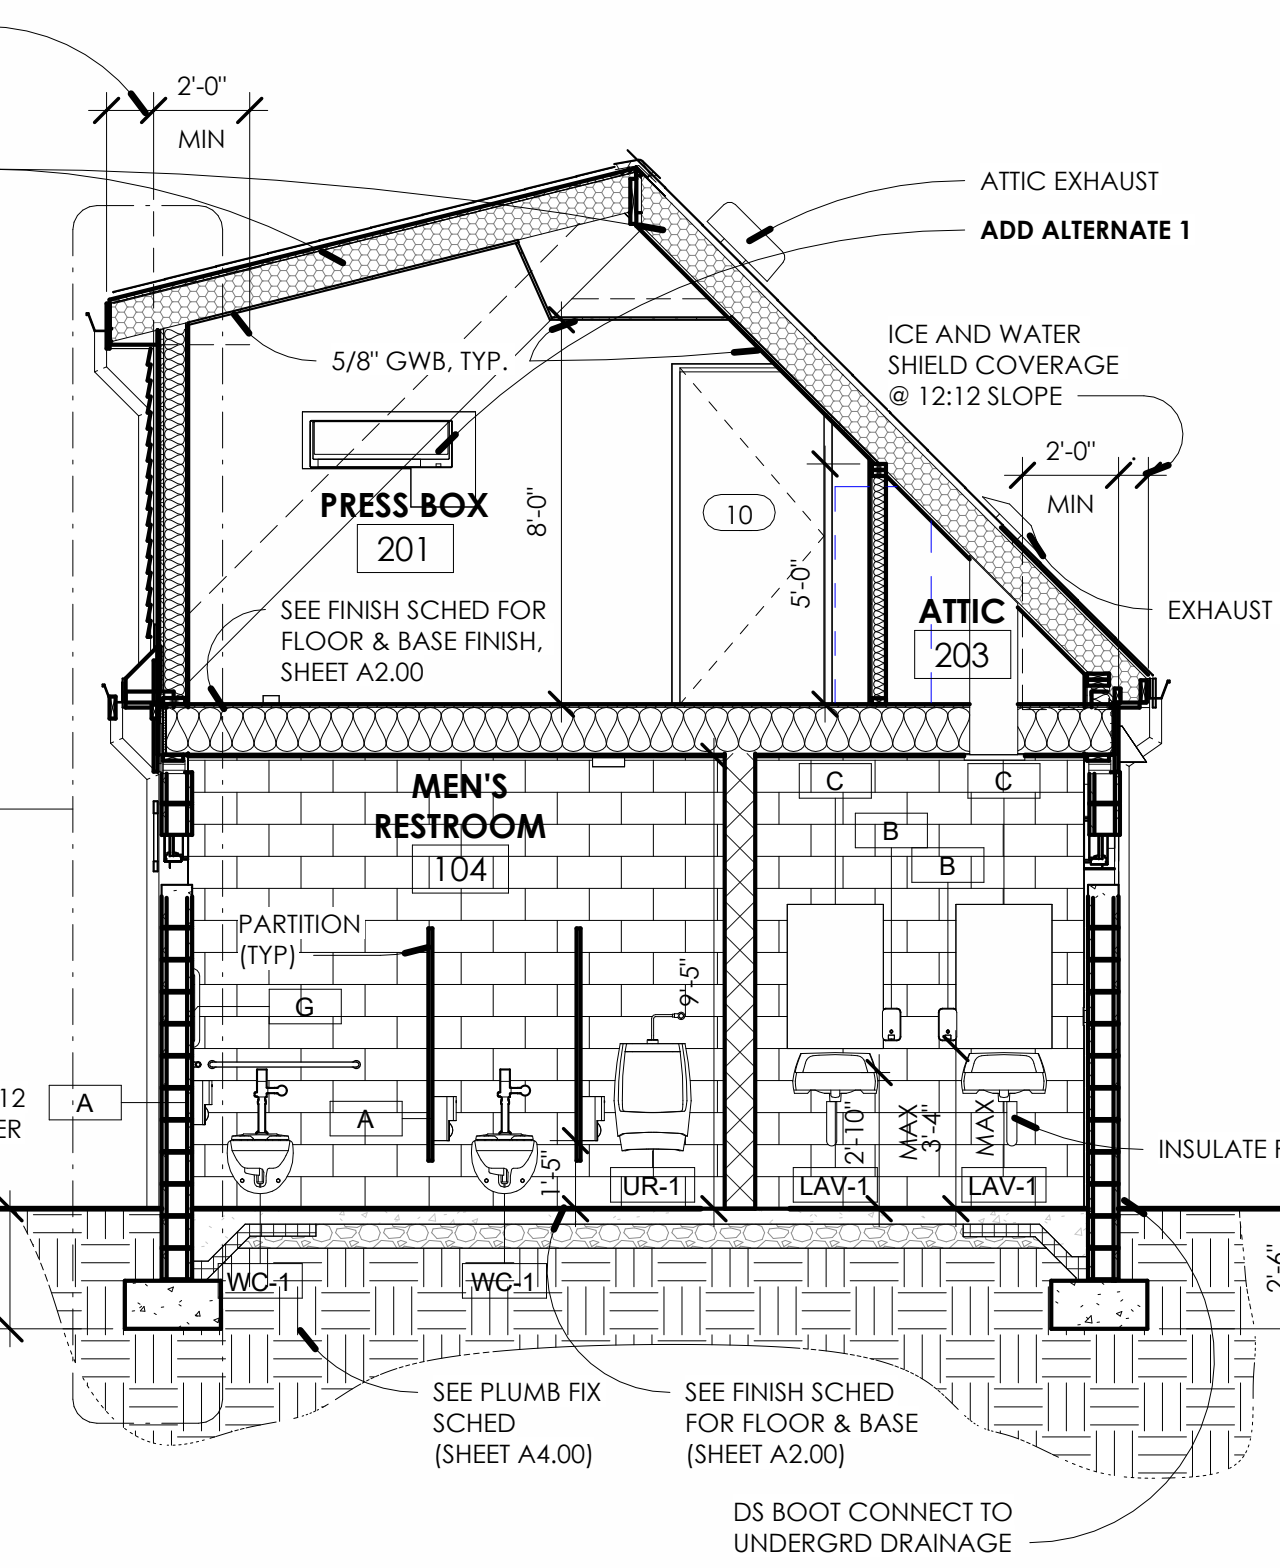 2'-0"
MIN
ATTIC EXHAUST
ADD ALTERNATE 1
ICE AND WATER
SHIELD COVERAGE
@ 12:12 SLOPE
5/8" GWB, TYP.
2'-0"
MIN
PRESS BOX
201
8'-0"
10
5'-0"
SEE FINISH SCHED FOR
FLOOR & BASE FINISH,
SHEET A2.00
ATTIC
203
EXHAUST
MEN'S
RESTROOM
104
C
C
B
B
PARTITION
(TYP)
G
9'-5"
12
ER
A
A
1'-5"
UR-1
2'-10"
MAX
3'-4"
MAX
LAV-1
LAV-1
INSULATE
WC-1
WC-1
2'-6"
SEE PLUMB FIX
SCHED
(SHEET A4.00)
SEE FINISH SCHED
FOR FLOOR & BASE
(SHEET A2.00)
DS BOOT CONNECT TO
UNDERGRD DRAINAGE